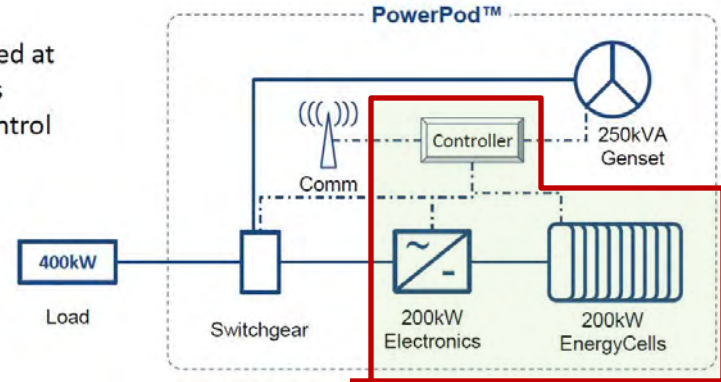 PowerPod™
ed at
s
ntrol
Controller
250kVA
Genset
Comm
400kW
Load
Switchgear
200kW
Electronics
200kW
EnergyCells